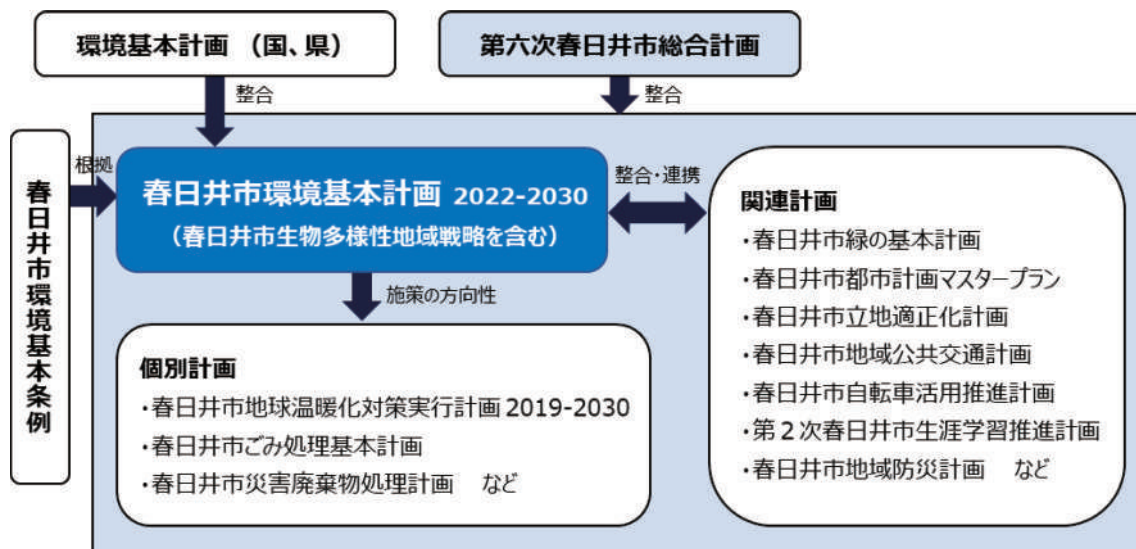 環境基本計画 （国、県）
第六次春日井市総合計画
整合
整合
春日井市環境基本条例
根拠
春日井市環境基本計画 2022-2030
（春日井市生物多様性地域戦略を含む）
整合・連携
施策の方向性
個別計画
・春日井市地球温暖化対策実行計画 2019-2030
・春日井市ごみ処理基本計画
・春日井市災害廃棄物処理計画 など
関連計画
・春日井市緑の基本計画
・春日井市都市計画マスタープラン
・春日井市立地適正化計画
・春日井市地域公共交通計画
・春日井市自転車活用推進計画
・第２次春日井市生涯学習推進計画
・春日井市地域防災計画 など